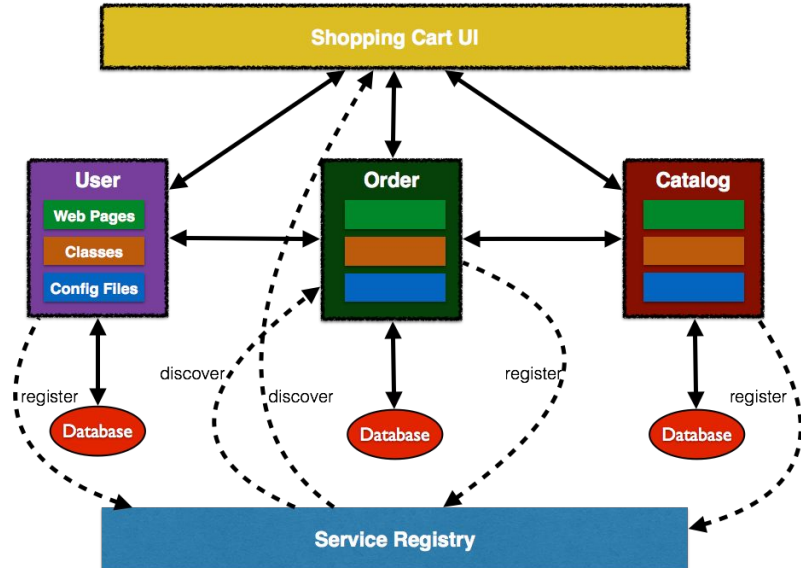 Shopping Cart UI
User
Order
Catalog
Web Pages
Classes
Config Files
discover
register
register
discover
register
Database
Database
Database
Service Registry